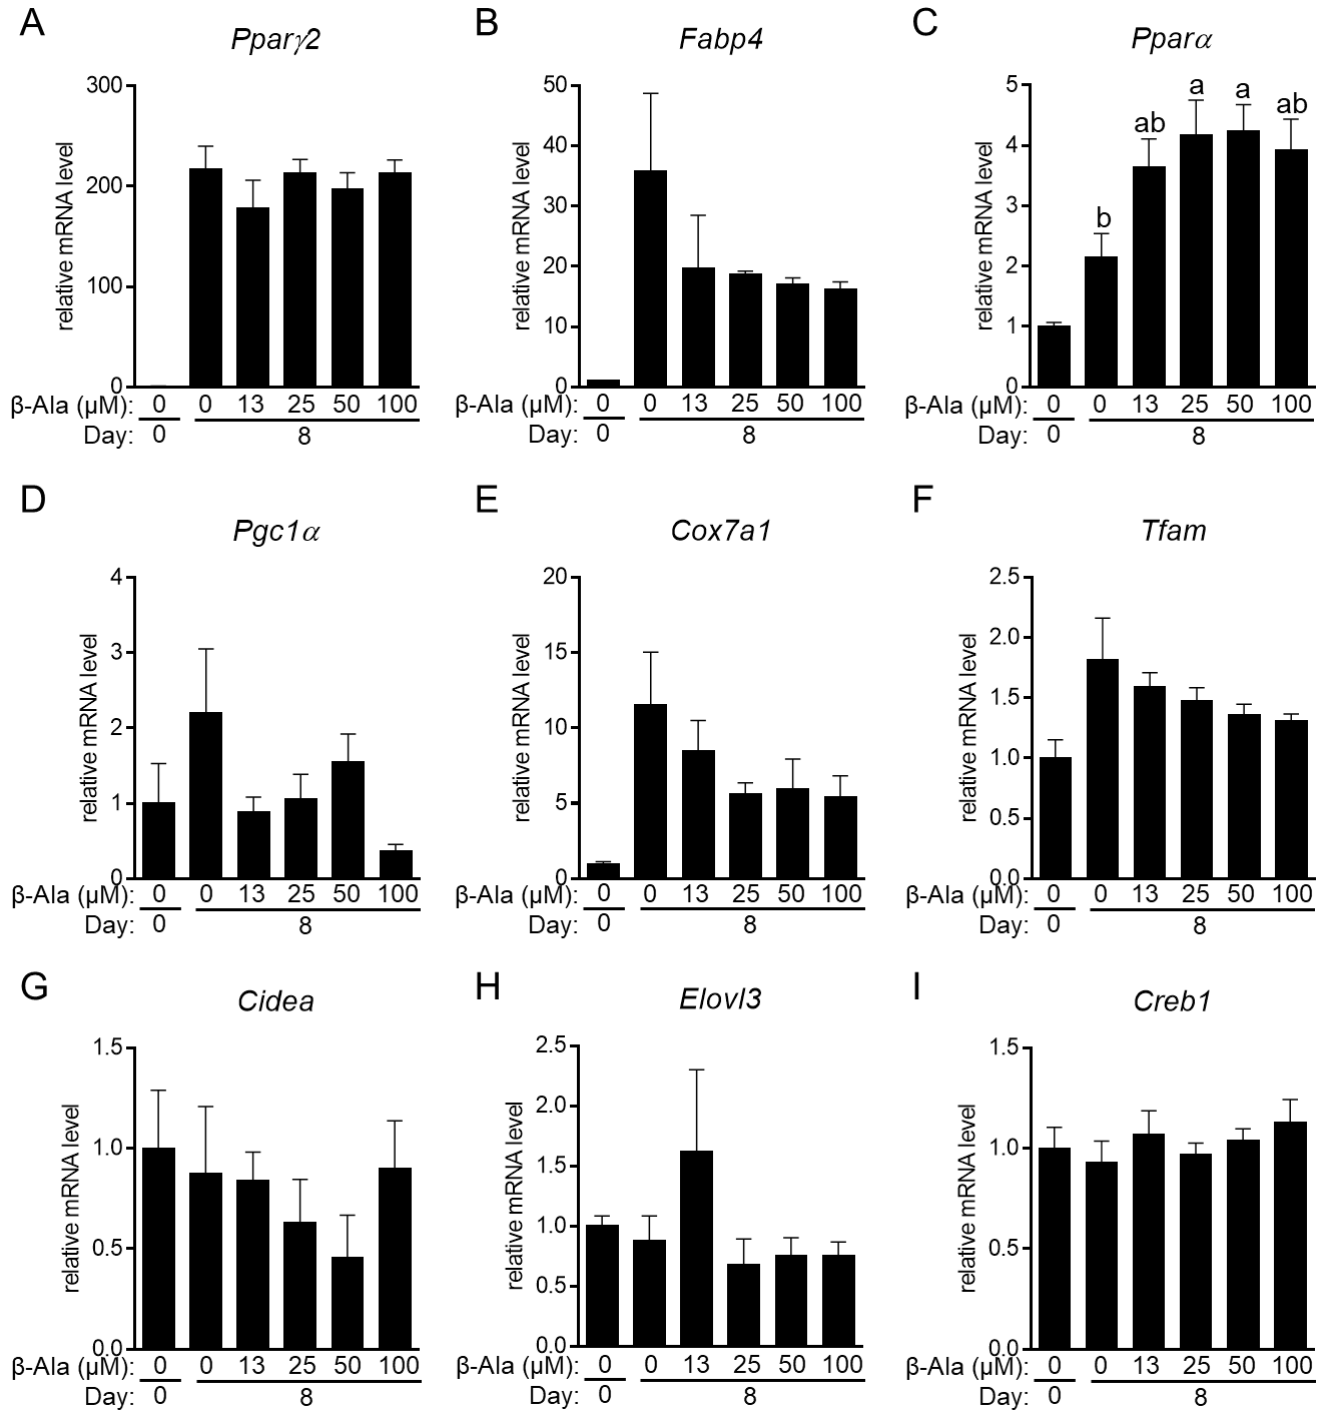 A
Pparγ2
relative mRNA level
300
200
100
0
β-Ala (µM): 0 0 13 25 50 100
Day: 0 8
B
Fabp4
relative mRNA level
50
40
30
20
10
0
β-Ala (µM): 0 0 13 25 50 100
Day: 0 8
C
Pparα
relative mRNA level
5
4
3
2
1
0
b ab a a ab
β-Ala (µM): 0 0 13 25 50 100
Day: 0 8
D
Pgc1α
relative mRNA level
4
3
2
1
0
β-Ala (µM): 0 0 13 25 50 100
Day: 0 8
E
Cox7a1
relative mRNA level
20
15
10
5
0
β-Ala (µM): 0 0 13 25 50 100
Day: 0 8
F
Tfam
relative mRNA level
2.5
2.0
1.5
1.0
0.5
0.0
β-Ala (µM): 0 0 13 25 50 100
Day: 0 8
G
Cidea
relative mRNA level
1.5
1.0
0.5
0.0
β-Ala (µM): 0 0 13 25 50 100
Day: 0 8
H
Elovl3
relative mRNA level
2.5
2.0
1.5
1.0
0.5
0.0
β-Ala (µM): 0 0 13 25 50 100
Day: 0 8
I
Creb1
relative mRNA level
1.5
1.0
0.5
0.0
β-Ala (µM): 0 0 13 25 50 100
Day: 0 8